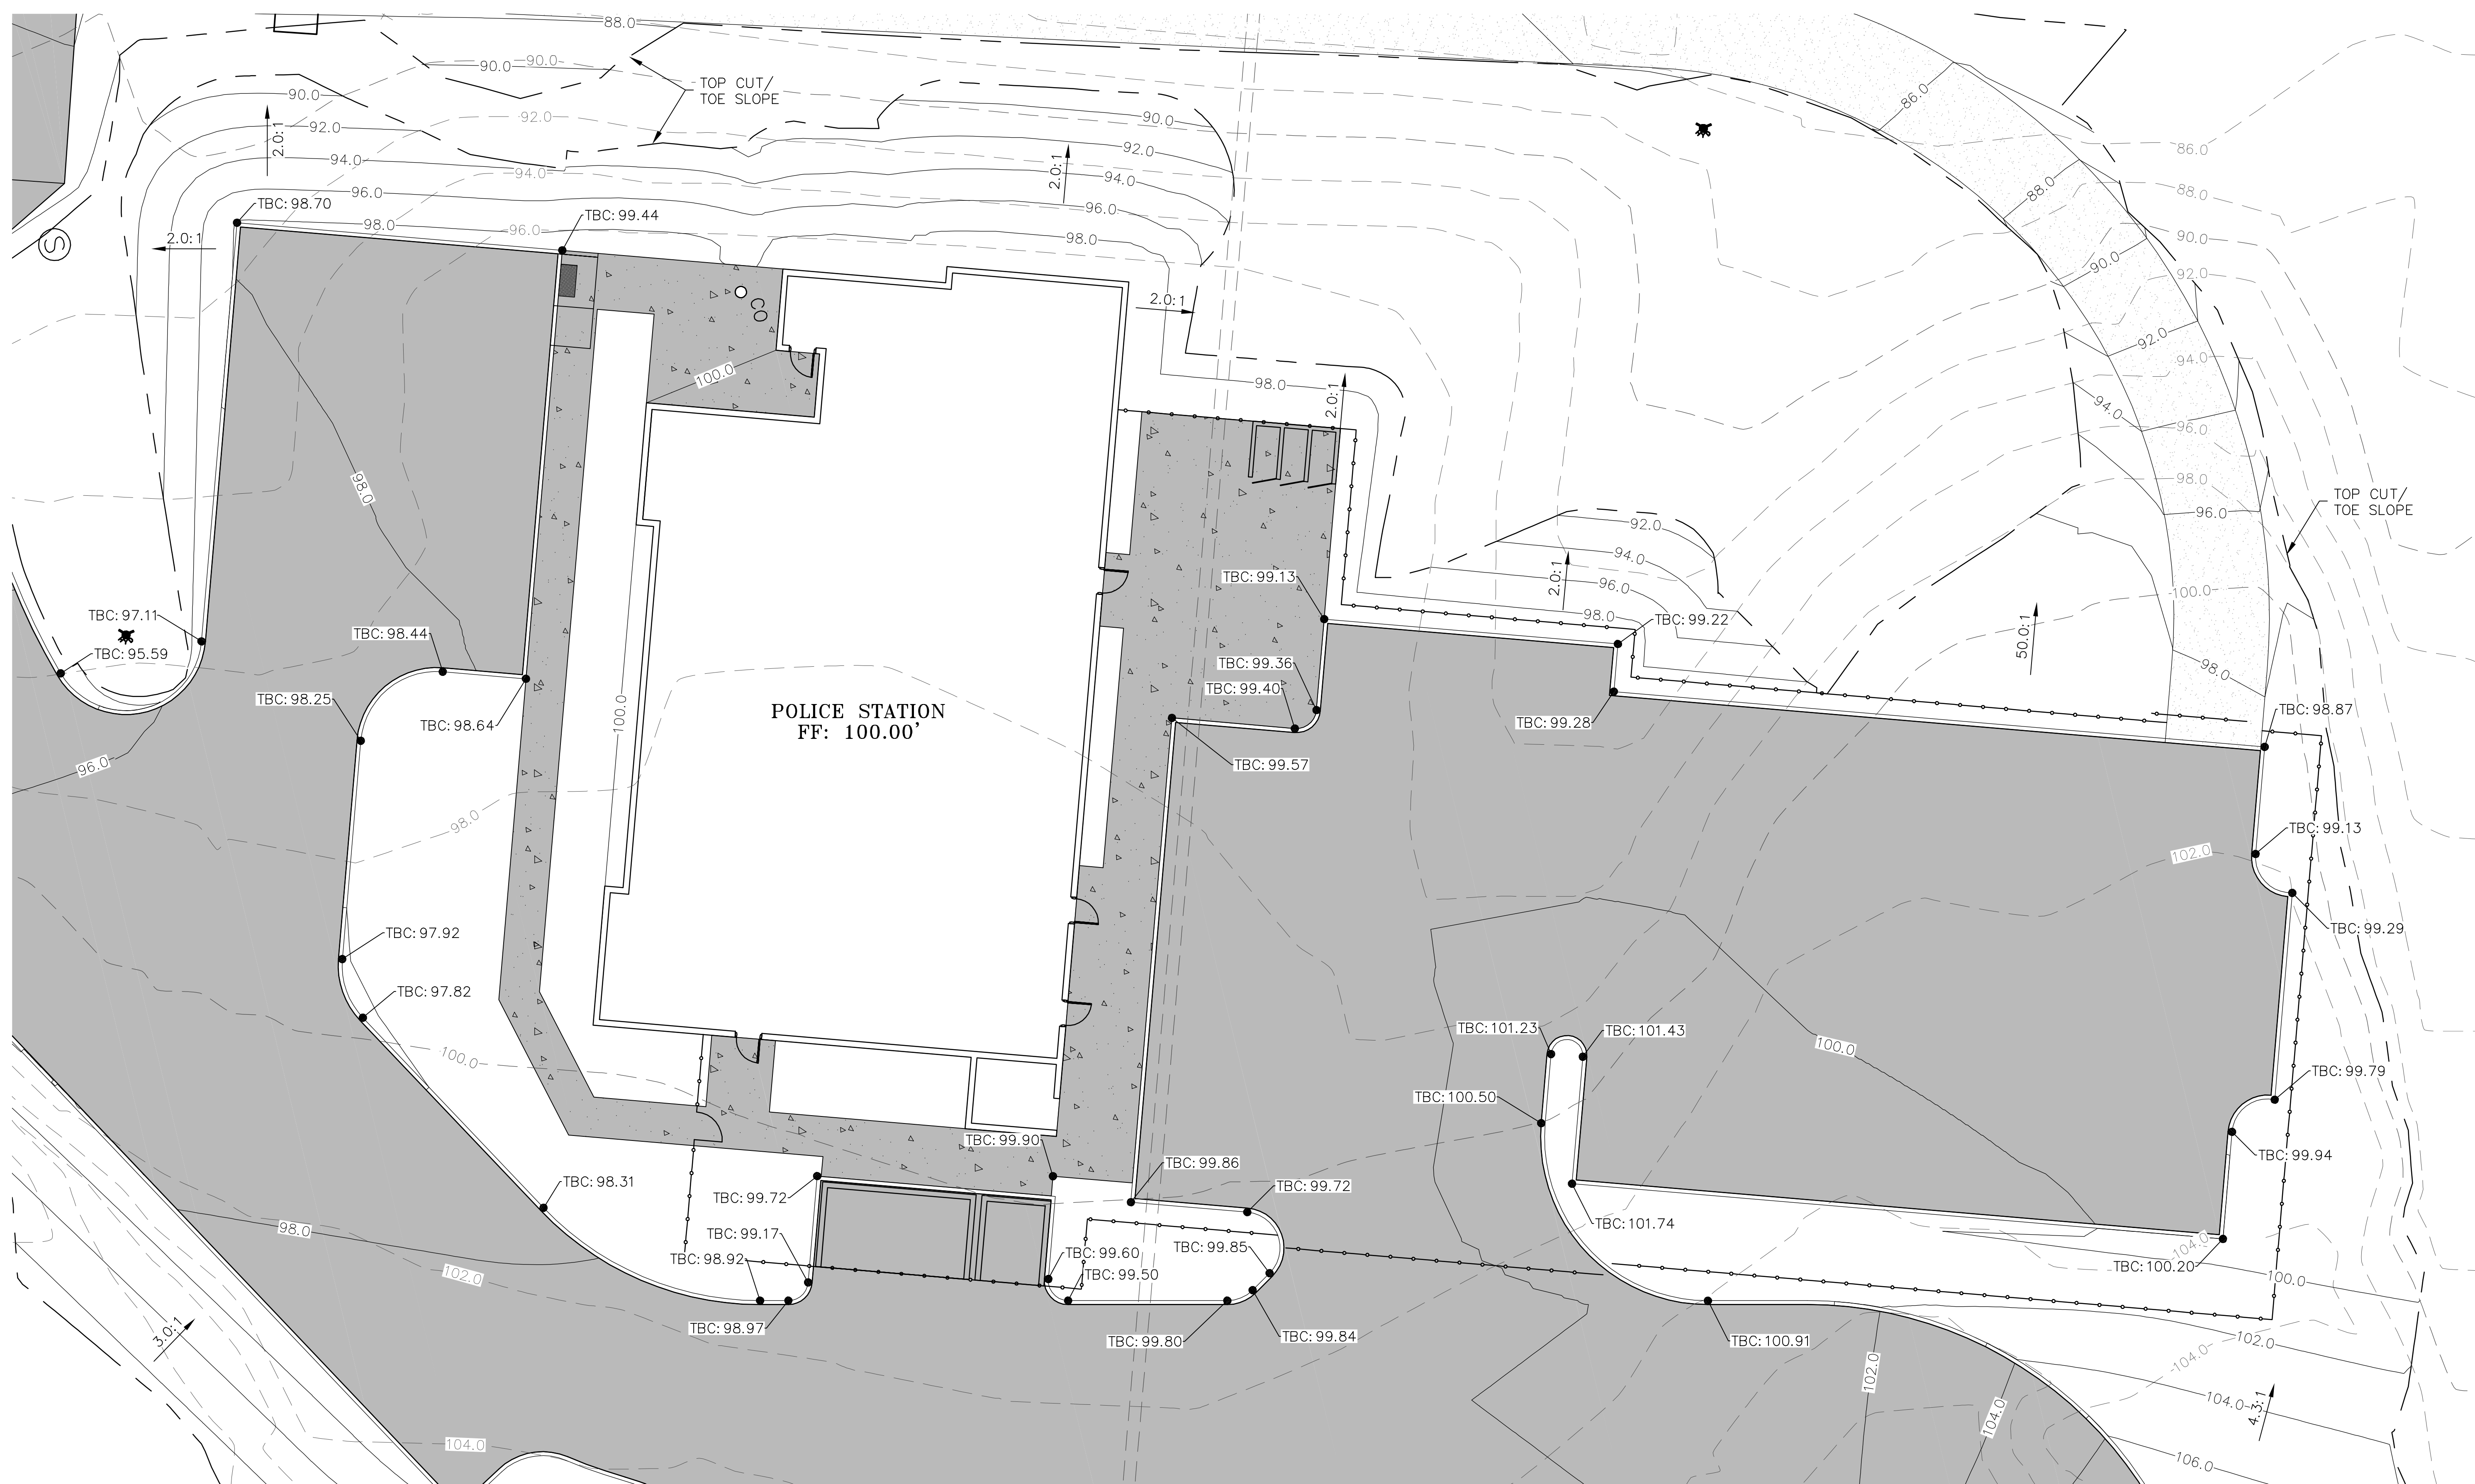 88.0
86.0
90.0
90.0
TOP CUT/
TOE SLOPE
90.0
92.0
90.0
92.0
2.0:1
92.0
86.0
94.0
94.0
2.0:1
94.0
88.0
88.0
96.0
96.0
TBC: 98.70
TBC: 99.44
98.0
96.0
98.0
90.0
S
2.0:1
90.0
92.0
2.0:1
CO
92.0
94.0
100.0
98.0
2.0:1
94.0
96.0
98.0
98.0
TOP CUT/
TOE SLOPE
96.0
92.0
94.0
TBC: 99.13
2.0:1
96.0
100.0
TBC: 97.11
98.0
TBC: 99.22
50.0:1
TBC: 98.44
TBC: 95.59
TBC: 99.36
98.0
TBC: 99.40
TBC: 98.25
100.0
POLICE STATION
FF: 100.00'
TBC: 98.64
TBC: 99.28
TBC: 98.87
96.0
TBC: 99.57
98.0
TBC: 99.13
102.0
TBC: 97.92
TBC: 99.29
TBC: 97.82
TBC: 101.23
TBC: 101.43
100.0
100.0
TBC: 99.79
TBC: 100.50
TBC: 99.90
TBC: 99.94
TBC: 99.86
TBC: 98.31
TBC: 99.72
TBC: 99.72
TBC: 101.74
98.0
TBC: 99.17
104.0
TBC: 99.85
TBC: 98.92
TBC: 99.60
TBC: 100.20
102.0
TBC: 99.50
100.0
3.0:1
TBC: 98.97
TBC: 99.80
TBC: 99.84
TBC: 100.91
102.0
102.0
104.0
104.0
104.0
4.3:1
104.0
106.0